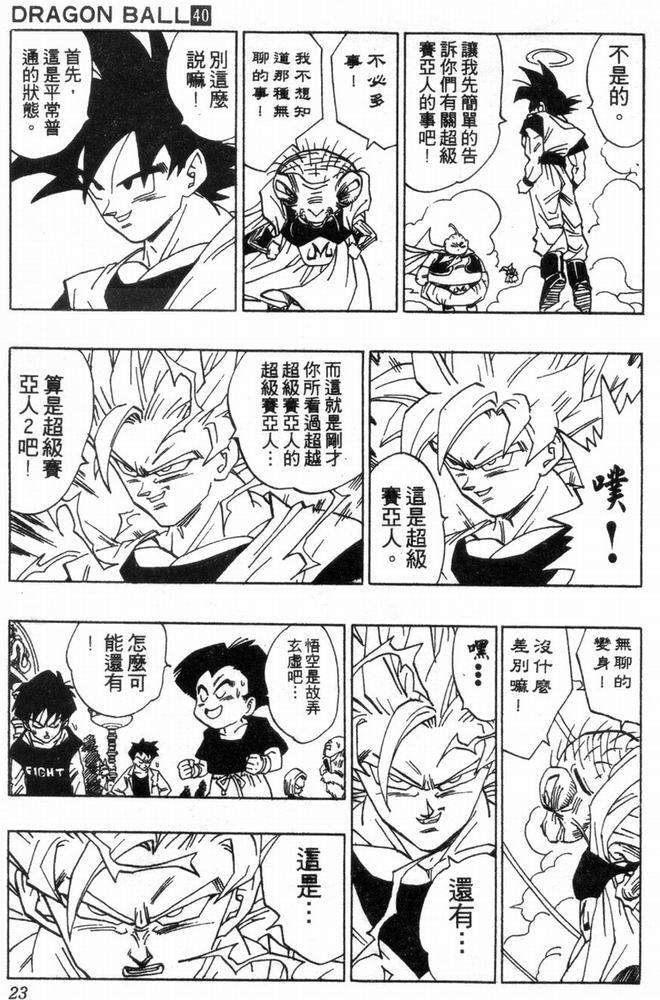 DRAGON BALL 40
不是的。
讓我先簡單的告
訴你們有關超級
賽亞人的事吧！
不必多
事！
我不想知
道那種無
聊的事！
別這麼
說嘛！
首先，
這是平常普
通的狀態。
噗！
這是超級
賽亞人。
而這就是剛才
你所看過超越
超級賽亞人的
超級賽亞人…
算是超級賽
亞人2吧！
無聊的
變身！
沒什麼
差別嘛！
嘿…
還有…
悟空是故弄
玄虛吧…
怎麼可
能還有
！
FIGHT
這是…
23